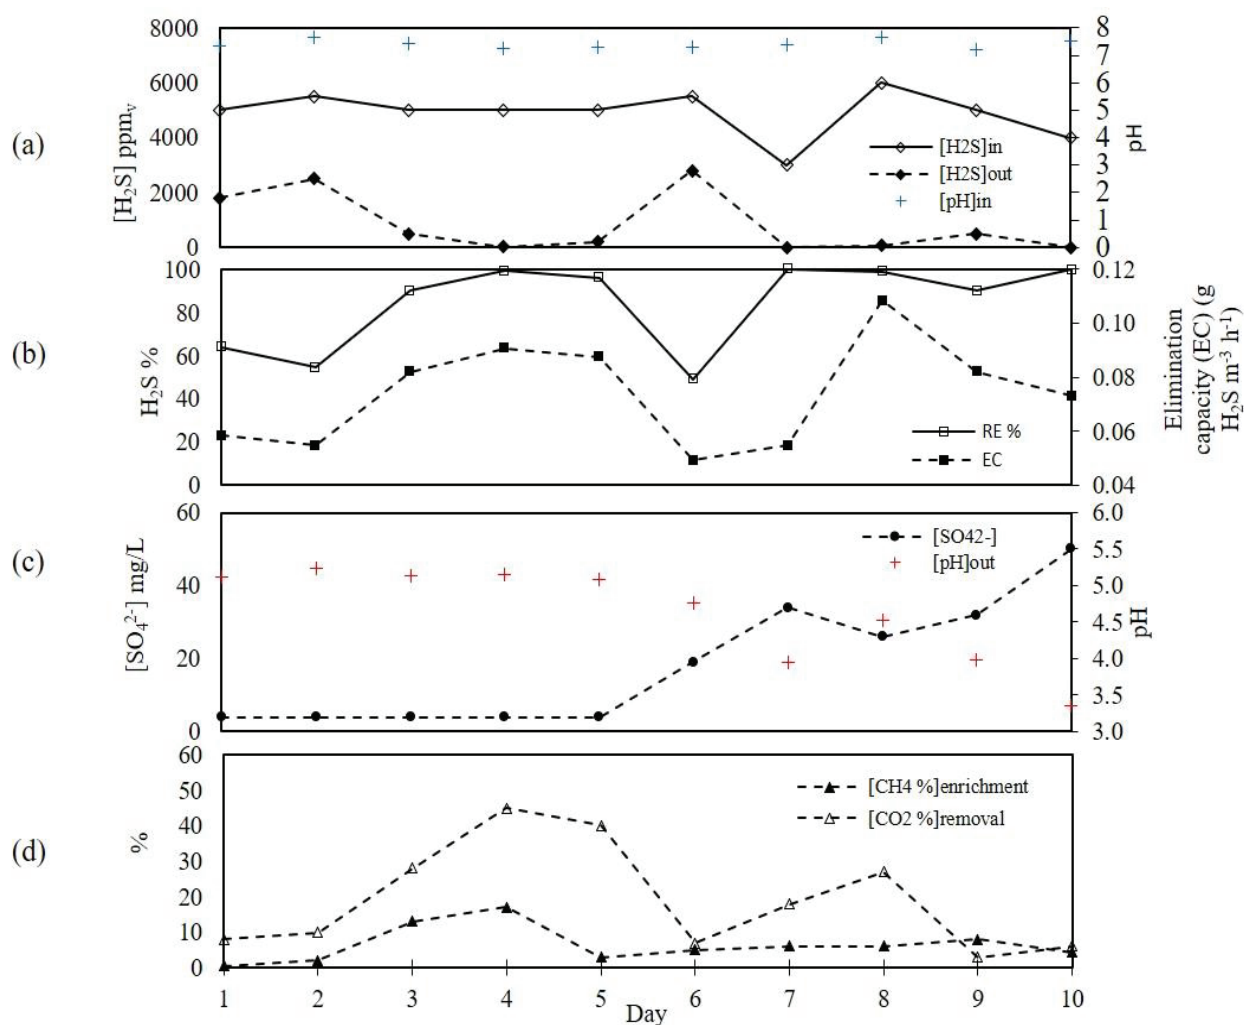 (a)
[H₂S] ppmᵥ
8000
6000
4000
2000
0
[H2S]in
[H2S]out
[pH]in
8
7
6
5
4
3
2
1
0
pH
(b)
H₂S %
100
80
60
40
20
0
RE %
EC
0.12
0.10
0.08
0.06
0.04
Elimination
capacity (EC) (g
H₂S m⁻³ h⁻¹)
(c)
[SO₄²⁻] mg/L
60
40
20
0
[SO42-]
[pH]out
6.0
5.5
5.0
4.5
4.0
3.5
3.0
pH
(d)
%
60
50
40
30
20
10
0
[CH4 %]enrichment
[CO2 %]removal
1 2 3 4 5 6 7 8 9 10
Day